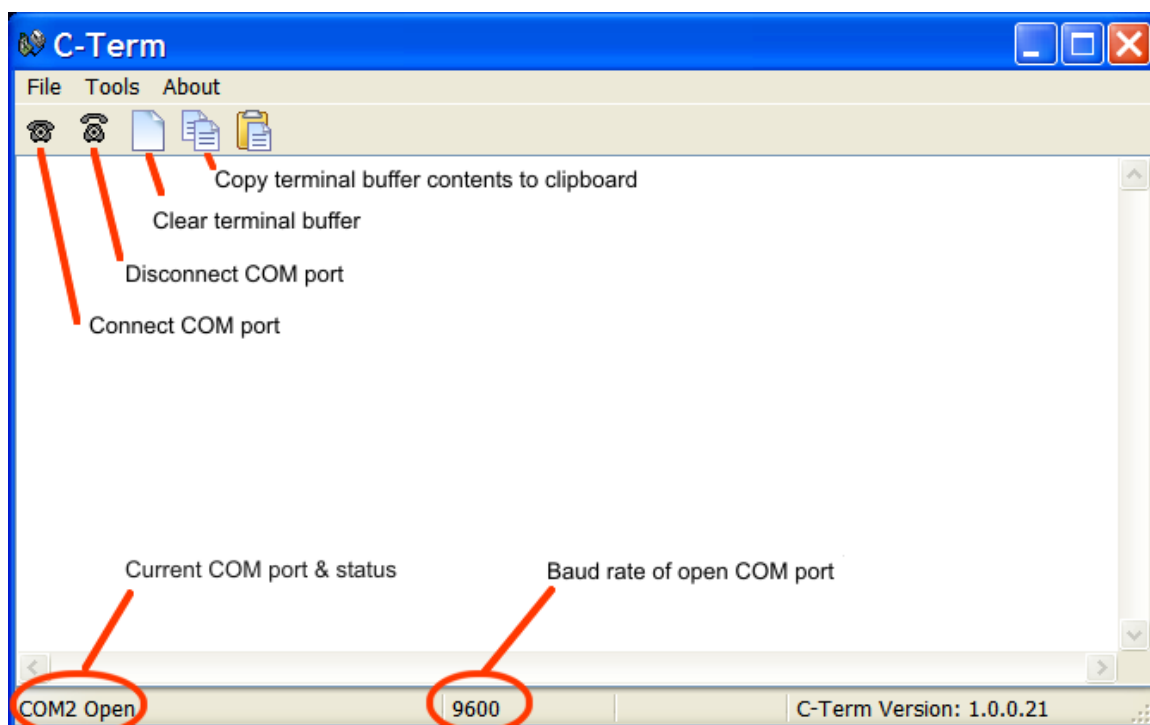 C-Term
File Tools About
Copy terminal buffer contents to clipboard
Clear terminal buffer
Disconnect COM port
Connect COM port
Current COM port & status
Baud rate of open COM port
COM2 Open 9600 C-Term Version: 1.0.0.21